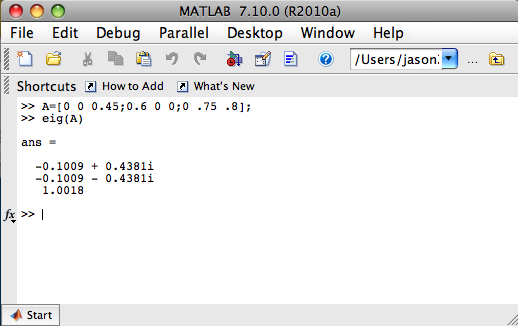 MATLAB 7.10.0 (R2010a)
File Edit Debug Parallel Desktop Window Help
/Users/jason ...
Shortcuts How to Add What's New
>> A=[0 0 0.45;0.6 0 0;0 .75 .8];
>> eig(A)
ans =
-0.1009 + 0.4381i
-0.1009 - 0.4381i
1.0018
fx >>
Start